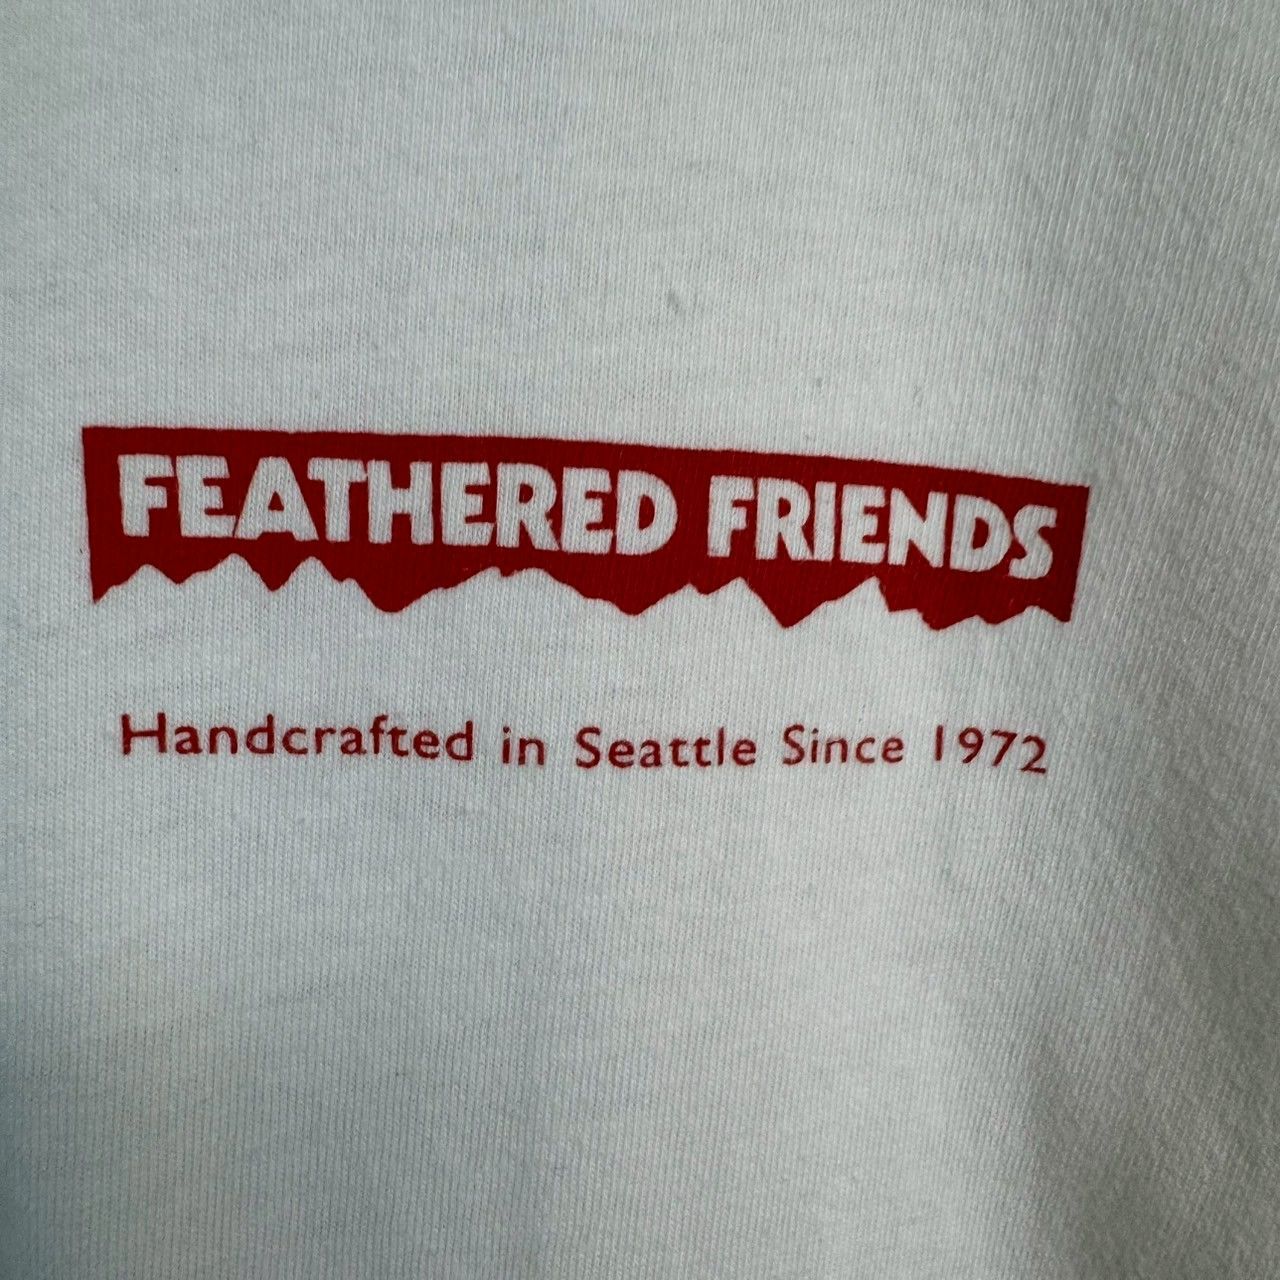 FEATHERED FRIENDS
Handcrafted in Seattle Since 1972